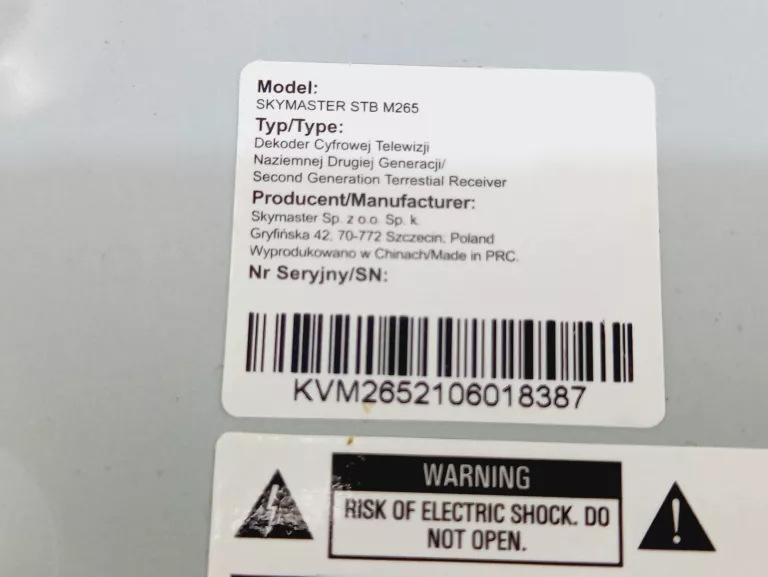 Model:
SKYMASTER STB M265
Typ/Type:
Dekoder Cyfrowej Telewizji
Naziemnej Drugiej Generacji/
Second Generation Terrestial Receiver
Producent/Manufacturer:
Skymaster Sp. z o.o. Sp. k.
Gryfińska 42, 70-772 Szczecin, Poland
Wyprodukowano w Chinach/Made in PRC.
Nr Seryjny/SN:
KVM2652106018387
WARNING
RISK OF ELECTRIC SHOCK. DO
NOT OPEN.